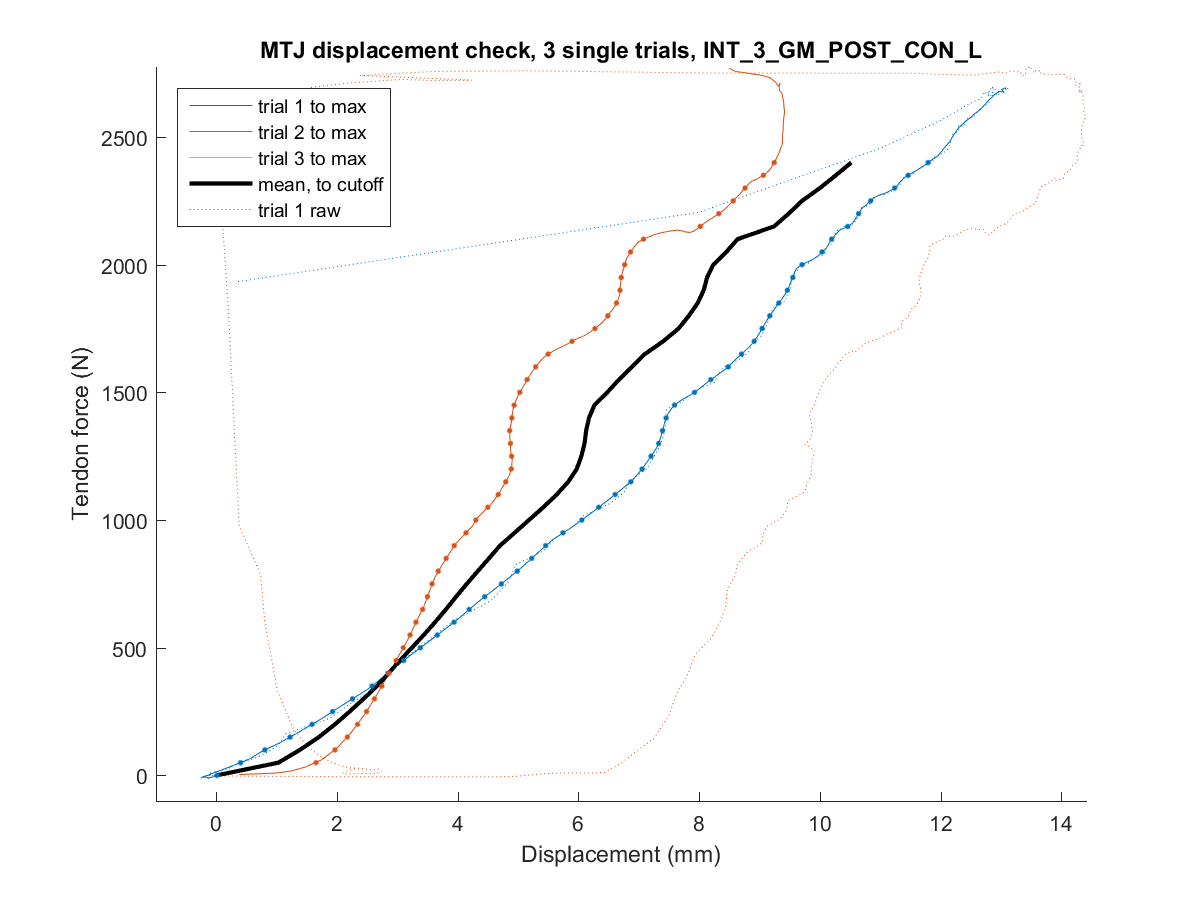 MTJ displacement check, 3 single trials, INT_3_GM_POST_CON_L
trial 1 to max
trial 2 to max
trial 3 to max
mean, to cutoff
trial 1 raw
2500
2000
1500
1000
500
0
Tendon force (N)
0 2 4 6 8 10 12 14
Displacement (mm)